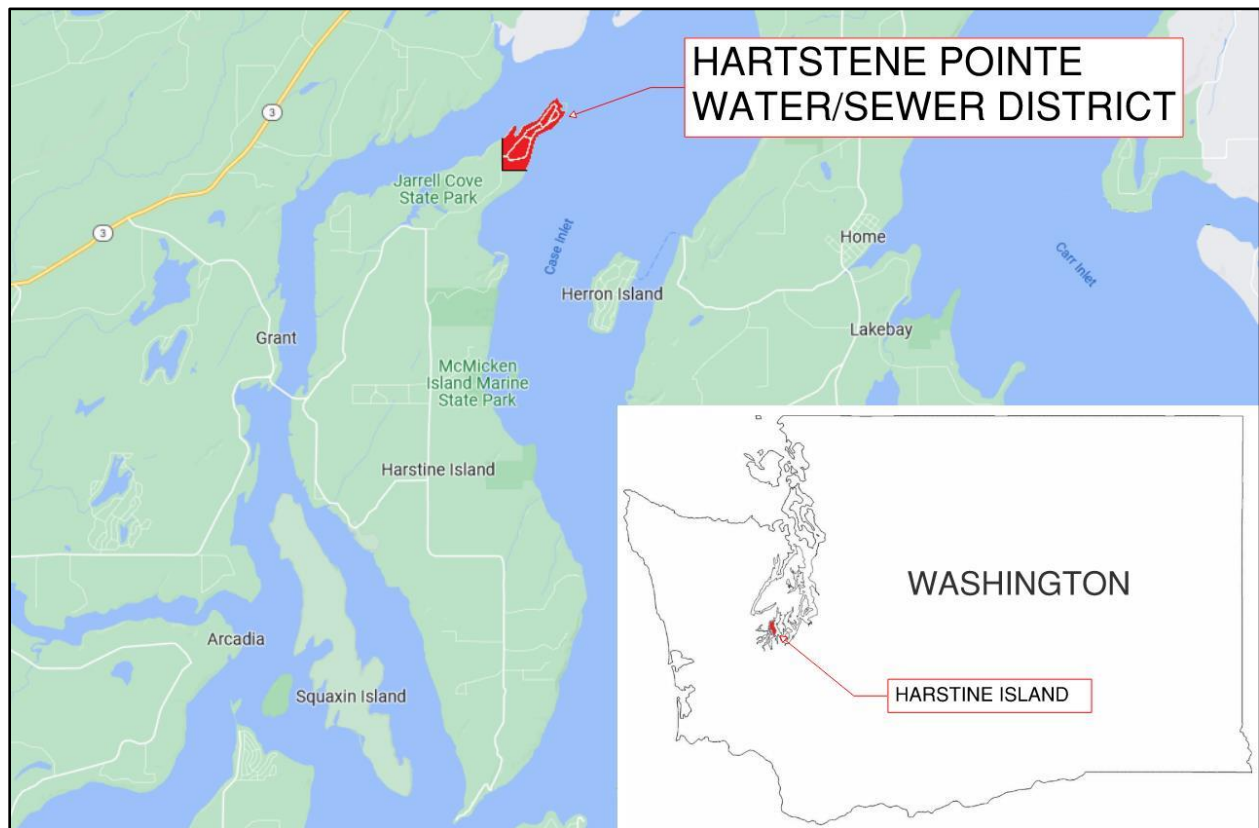 HARTSTENE POINTE
WATER/SEWER DISTRICT
3
Jarrell Cove
State Park
3
Case Inlet
Home
Carr Inlet
Herron Island
Grant
Lakebay
McMicken
Island Marine
State Park
Harstine Island
WASHINGTON
Arcadia
Squaxin Island
HARSTINE ISLAND